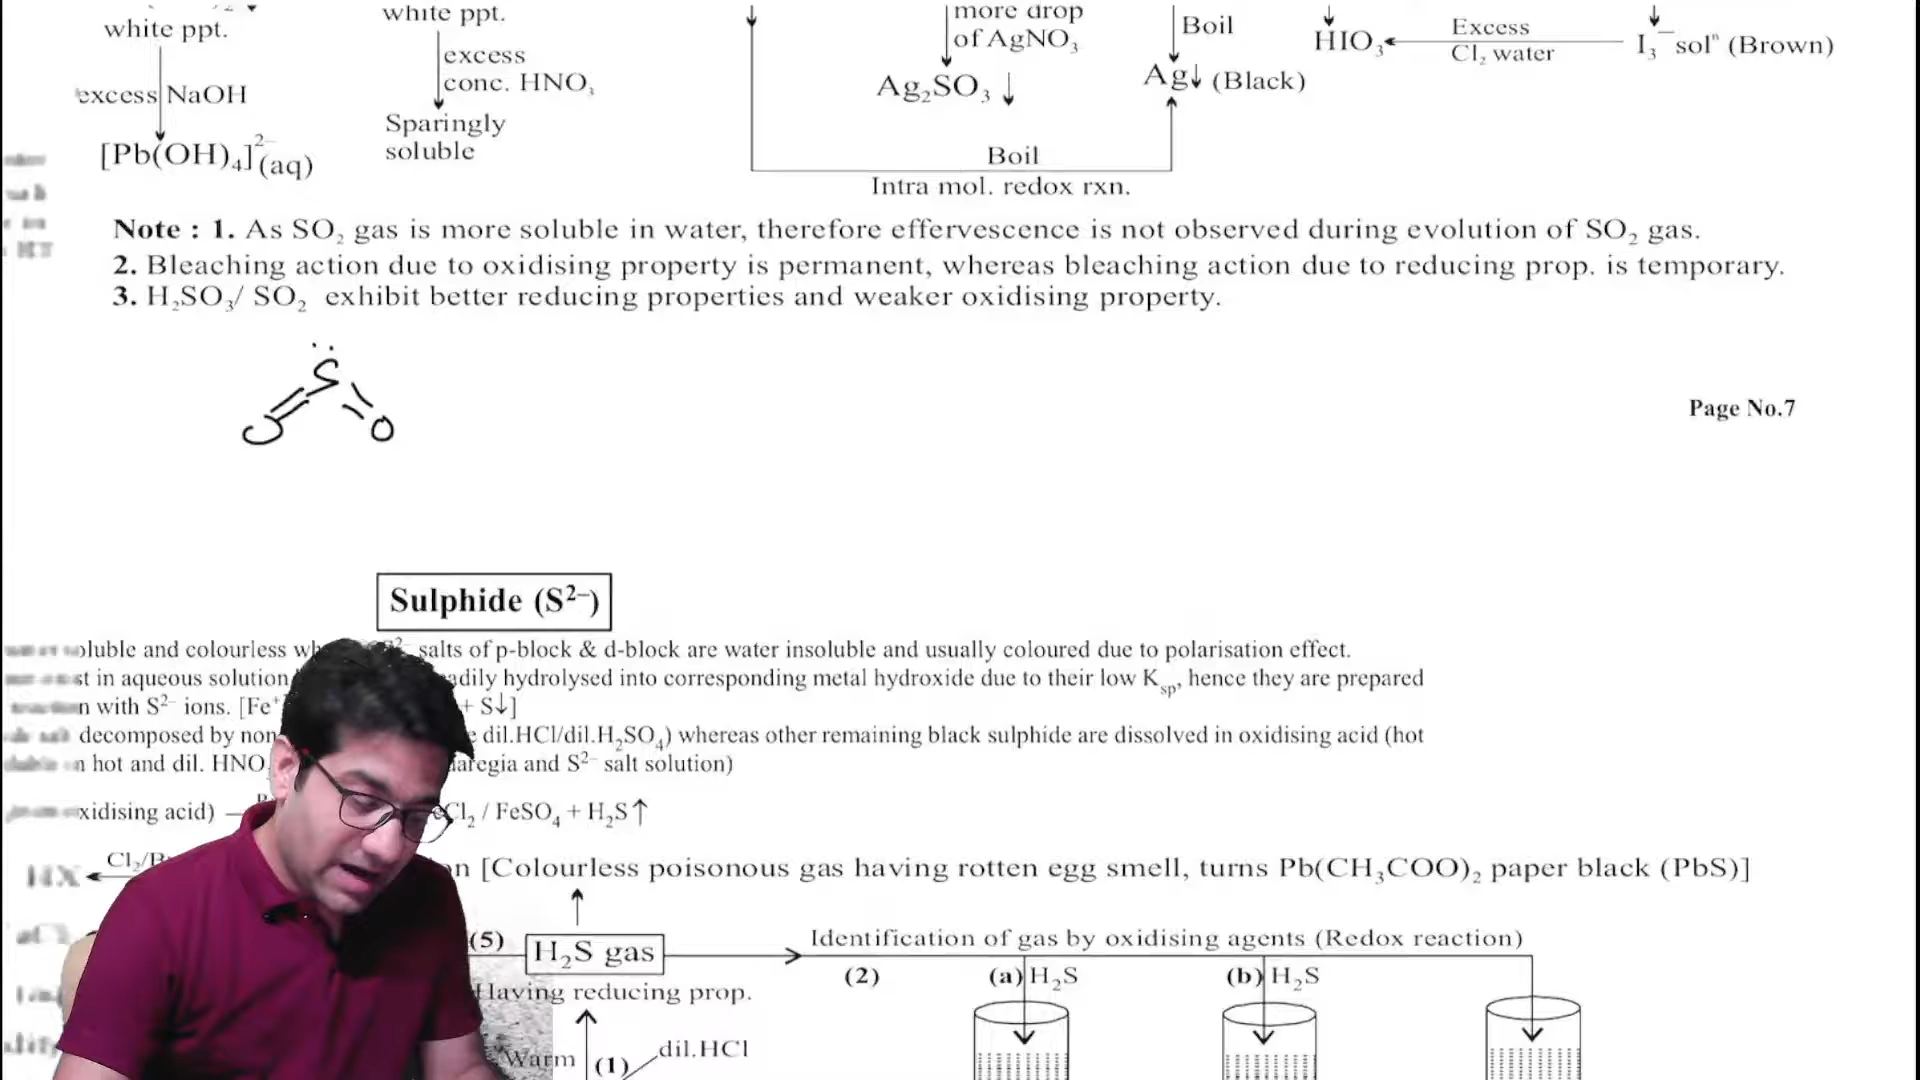 white ppt.
white ppt.
more drop
of AgNO₃
Boil
HIO₃
Excess
Cl₂ water
I₃⁻ solⁿ (Brown)
excess NaOH
excess
conc. HNO₃
Ag₂SO₃ ↓
Ag↓ (Black)
Sparingly
soluble
[Pb(OH)₄]²⁻(aq)
Boil
Intra mol. redox rxn.
Note : 1. As SO₂ gas is more soluble in water, therefore effervescence is not observed during evolution of SO₂ gas.
2. Bleaching action due to oxidising property is permanent, whereas bleaching action due to reducing prop. is temporary.
3. H₂SO₃/ SO₂ exhibit better reducing properties and weaker oxidising property.
S
O O
Page No.7
Sulphide (S²⁻)
oluble and colourless salts of p-block & d-block are water insoluble and usually coloured due to polarisation effect.
st in aqueous solution adily hydrolysed into corresponding metal hydroxide due to their low Ksp, hence they are prepared
n with S²⁻ ions. [Fe + S↓]
decomposed by non dil.HCl/dil.H₂SO₄) whereas other remaining black sulphide are dissolved in oxidising acid (hot
n hot and dil. HNO aregia and S²⁻ salt solution)
xidising acid) Cl₂ / FeSO₄ + H₂S↑
HX
Cl₂/B
n [Colourless poisonous gas having rotten egg smell, turns Pb(CH₃COO)₂ paper black (PbS)]
(5) H₂S gas
Identification of gas by oxidising agents (Redox reaction)
(2) (a) H₂S (b) H₂S
Having reducing prop.
Warm (1) dil.HCl